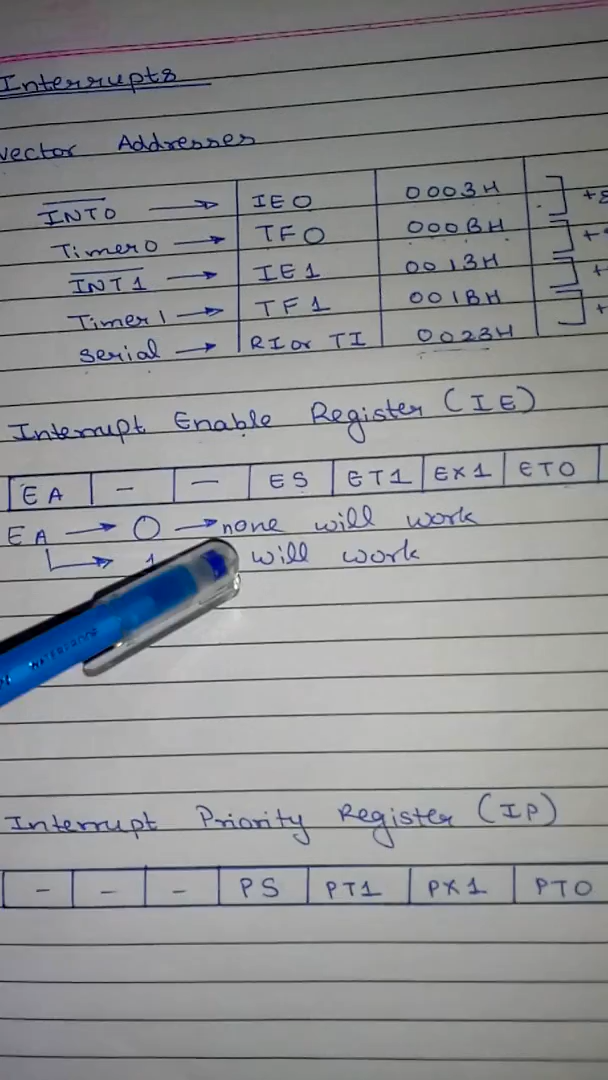 Interrupts
vector Addresses
INT0 → IE0 0003H
Timer0 → TF0 000BH
INT1 → IE1 0013H
Timer1 → TF1 001BH
Serial → RI or TI 0023H
Interrupt Enable Register (IE)
EA - - ES ET1 EX1 ET0
EA → 0 → none will work
→ 1 will work
WATERPROOF
Interrupt Priority Register (IP)
- - - PS PT1 PX1 PT0